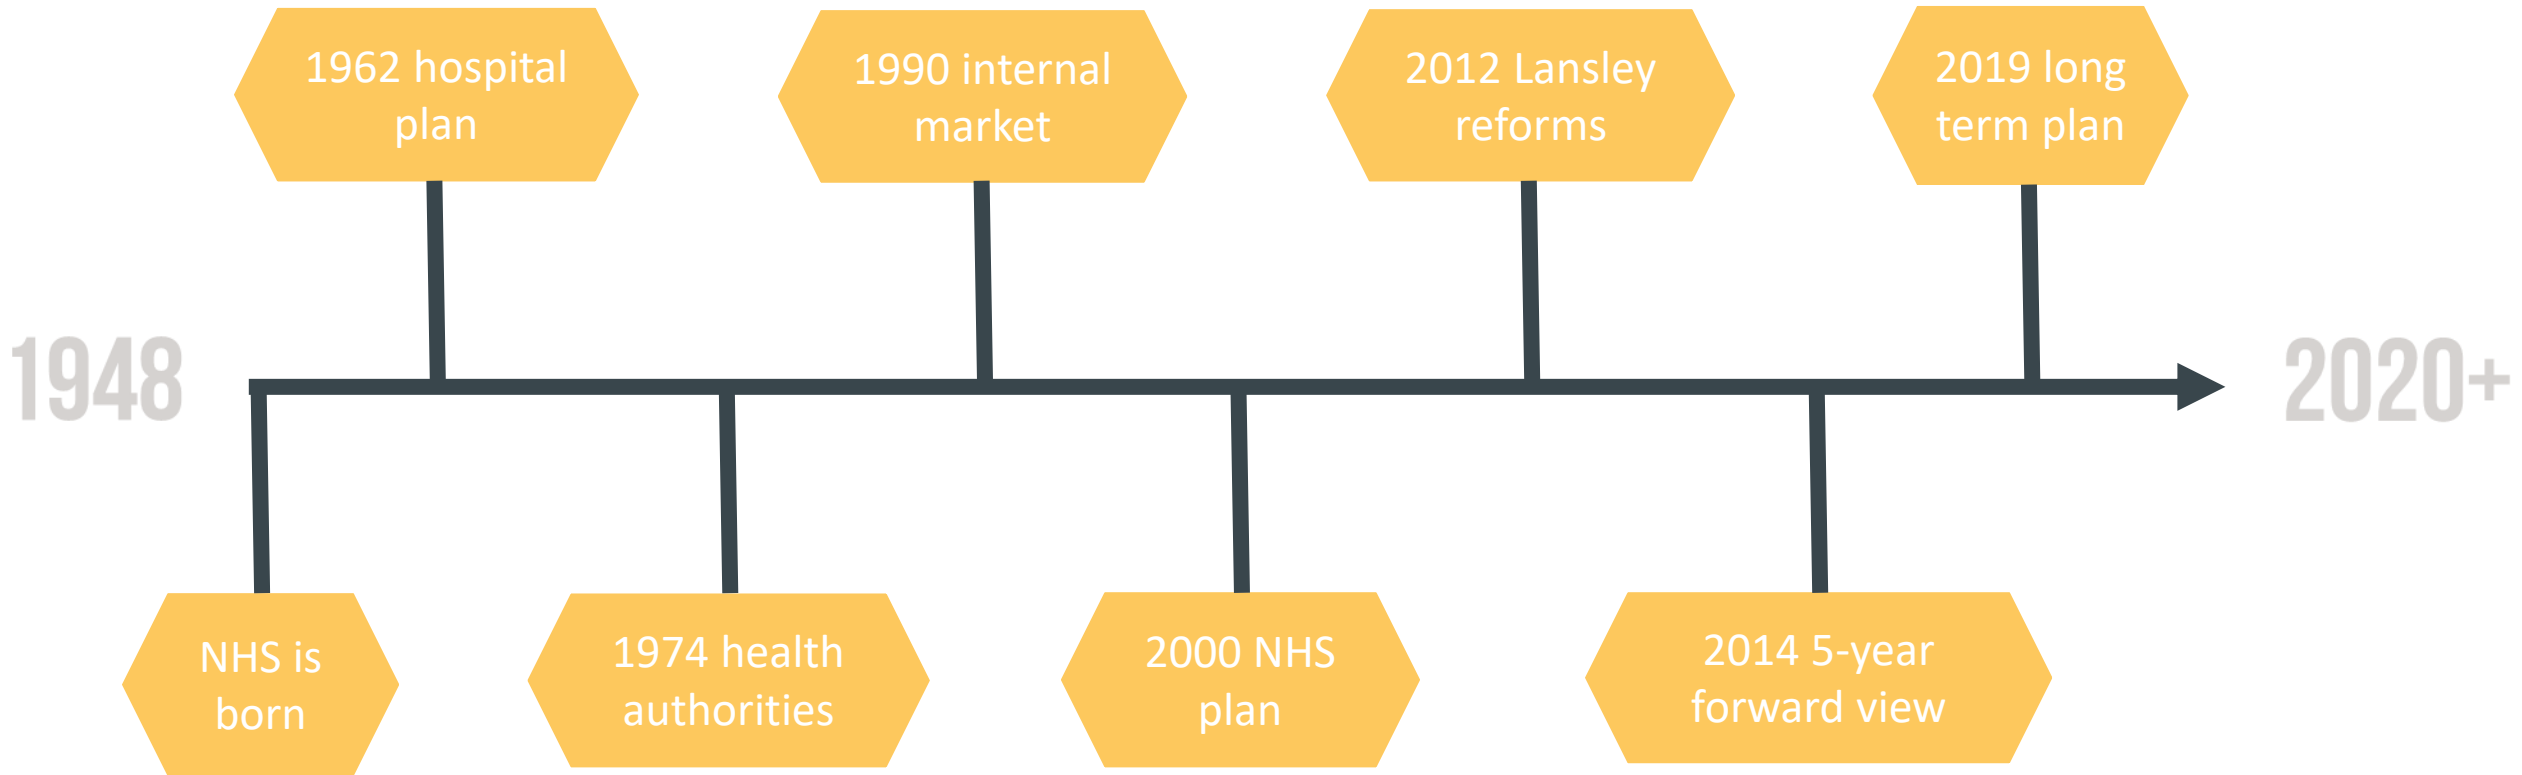 1962 hospital
plan
1990 internal
market
2012 Lansley
reforms
2019 long
term plan
1948
2020+
NHS is
born
1974 health
authorities
2000 NHS
plan
2014 5-year
forward view